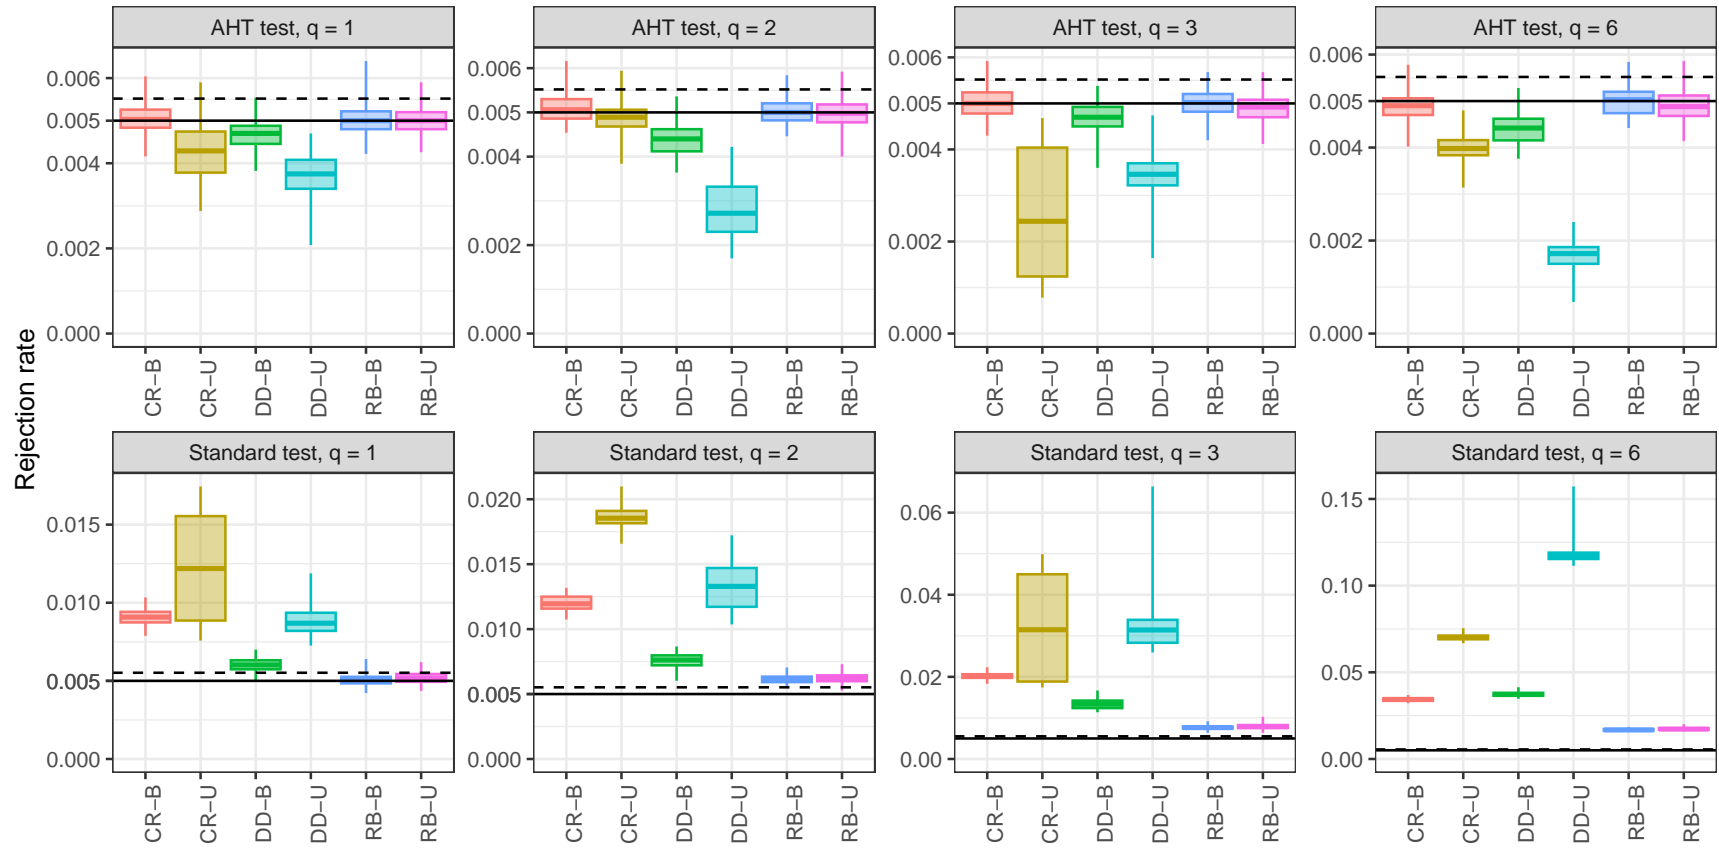 AHT test, q = 1
AHT test, q = 2
AHT test, q = 3
AHT test, q = 6
0.006
0.005
0.004
0.002
0.000
0.006
0.005
0.004
0.002
0.000
0.006
0.005
0.004
0.002
0.000
0.006
0.005
0.004
0.002
0.000
CR−B
CR−U
DD−B
DD−U
RB−B
RB−U
CR−B
CR−U
DD−B
DD−U
RB−B
RB−U
CR−B
CR−U
DD−B
DD−U
RB−B
RB−U
CR−B
CR−U
DD−B
DD−U
RB−B
RB−U
Rejection rate
Standard test, q = 1
Standard test, q = 2
Standard test, q = 3
Standard test, q = 6
0.015
0.010
0.005
0.000
0.020
0.015
0.010
0.005
0.000
0.06
0.04
0.02
0.00
0.15
0.10
0.05
0.00
CR−B
CR−U
DD−B
DD−U
RB−B
RB−U
CR−B
CR−U
DD−B
DD−U
RB−B
RB−U
CR−B
CR−U
DD−B
DD−U
RB−B
RB−U
CR−B
CR−U
DD−B
DD−U
RB−B
RB−U